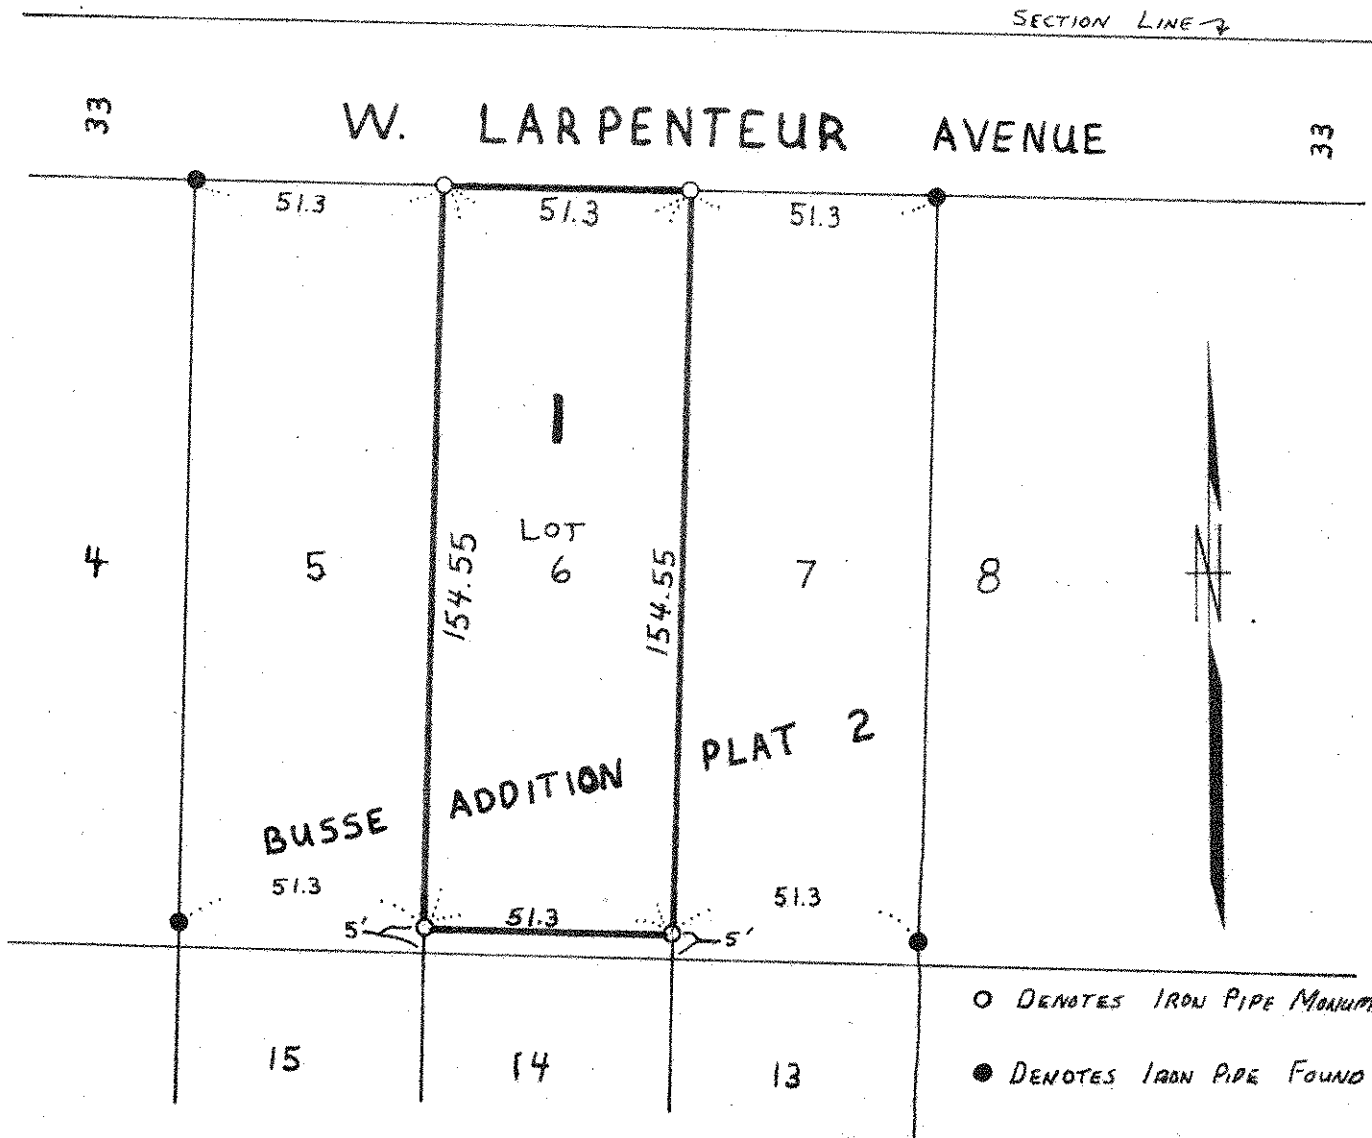 SECTION LINE
33 W. LARPENTEUR AVENUE 33
51.3 51.3 51.3
1
LOT
4 5 6 7 8
154.55 154.55
N
BUSSE ADDITION PLAT 2
51.3 51.3 51.3
5' 5'
O DENOTES IRON PIPE MONUM
15 14 13
● DENOTES IRON PIPE FOUND